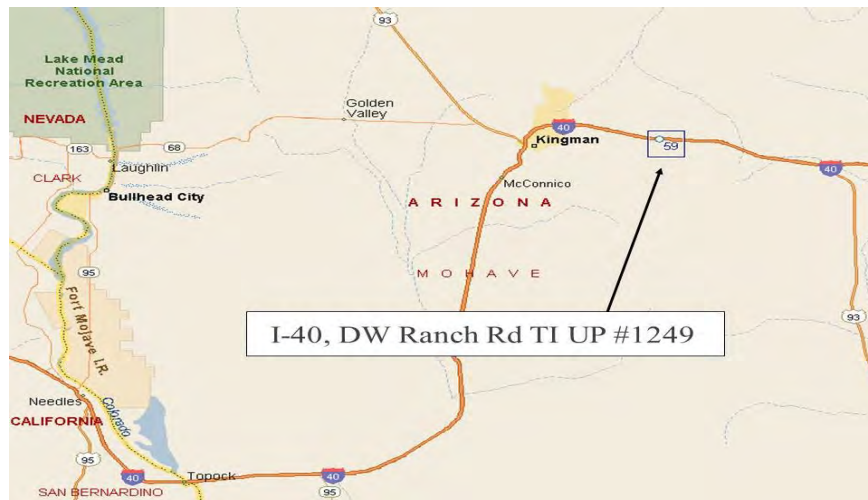 93
Lake Mead
National
Recreation Area
NEVADA
Golden
Valley
40
Kingman
59
163
68
Laughlin
40
CLARK
McConnico
Bullhead City
ARIZONA
95
MOHAVE
Fort Mojave I.R.
93
I-40, DW Ranch Rd TI UP #1249
Needles
Colorado
CALIFORNIA
95
40
Topock
40
SAN BERNARDINO
95